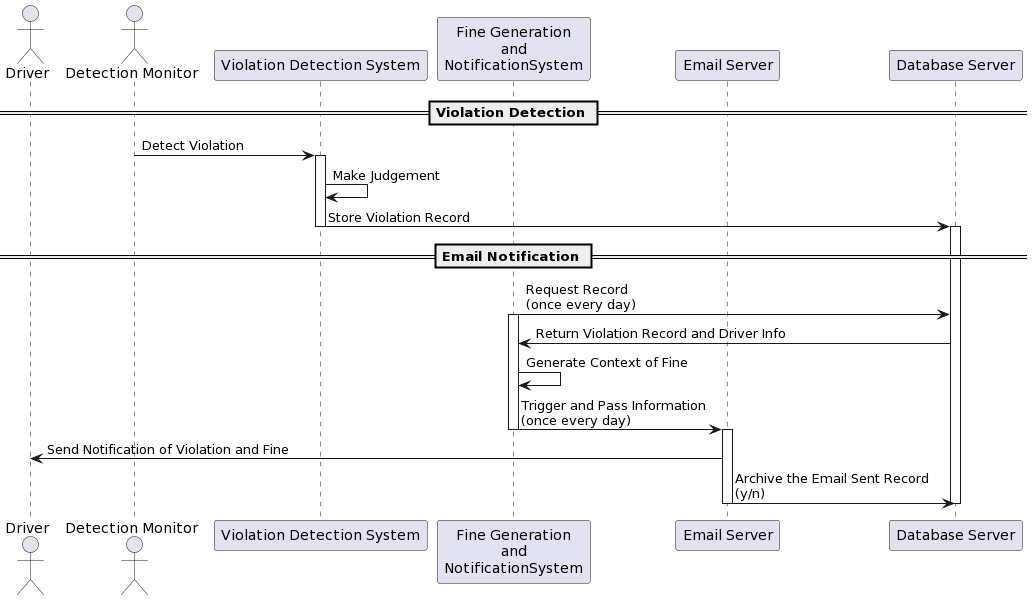 Fine Generation
and
NotificationSystem
Driver
Detection Monitor
Violation Detection System
Email Server
Database Server
Violation Detection
Detect Violation
Make Judgement
Store Violation Record
Email Notification
Request Record
(once every day)
Return Violation Record and Driver Info
Generate Context of Fine
Trigger and Pass Information
(once every day)
Send Notification of Violation and Fine
Archive the Email Sent Record
(y/n)
Driver
Detection Monitor
Violation Detection System
Fine Generation
and
NotificationSystem
Email Server
Database Server